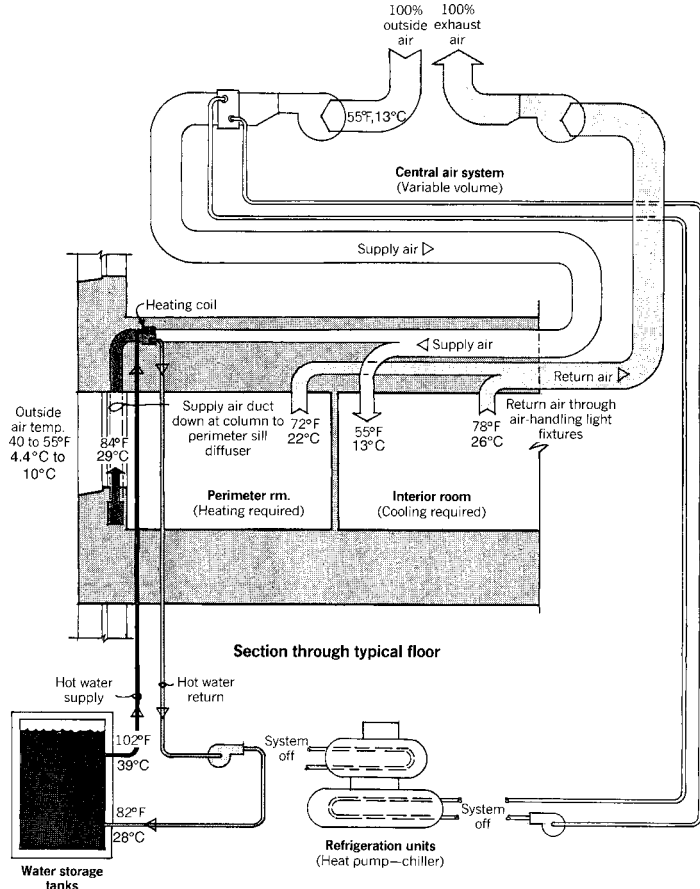 100%
outside
air
100%
exhaust
air
55°F,13°C
Central air system
(Variable volume)
Supply air
Heating coil
Supply air
Return air
Outside
air temp.
40 to 55°F
4.4°C to
10°C
84°F
29°C
Supply air duct
down at column to
perimeter sill
diffuser
72°F
22°C
55°F
13°C
78°F
26°C
Return air through
air-handling light
fixtures
Perimeter rm.
(Heating required)
Interior room
(Cooling required)
Section through typical floor
Hot water
supply
Hot water
return
102°F
39°C
82°F
28°C
System
off
System
off
Refrigeration units
(Heat pump—chiller)
Water storage
tanks